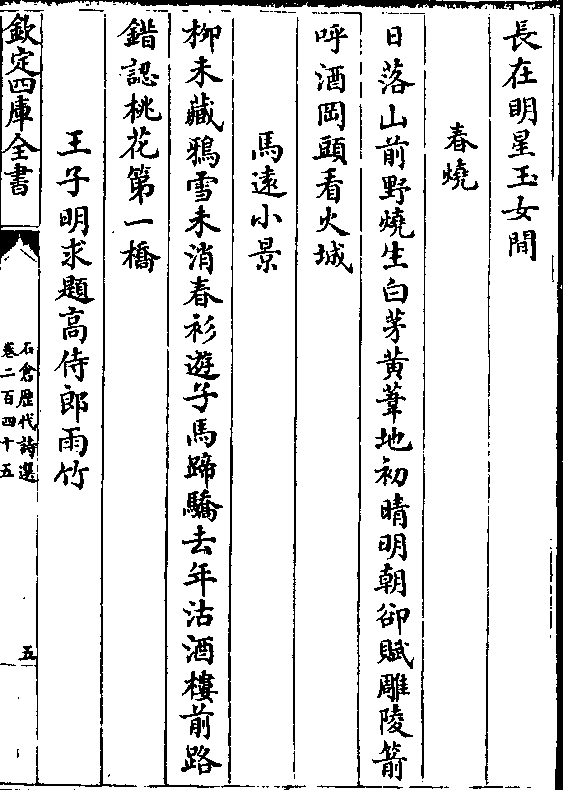 長在明星玉女間
春燒
日落山前野燒生白茅黃葦地初晴明朝卻賦雕陵箭
呼酒岡頭看火城
馬遠小景
柳未藏鴉雪未消春衫遊子馬蹄驕去年沽酒樓前路
錯認桃花第一橋
王子明求題高侍郎雨竹
欽定四庫全書
石倉歷代詩選
卷二百四十五
五